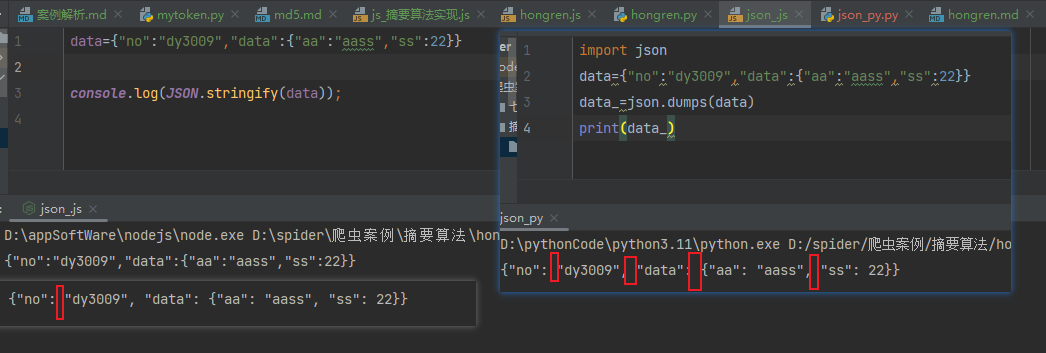 案例解析.md
mytoken.py
md5.md
js_摘要算法实现.js
hongren.js
hongren.py
json_.js
json_py.py
hongren.md
1 data={"no":"dy3009","data":{"aa":"aass","ss":22}}
2
3 console.log(JSON.stringify(data));
4
1 import json
2 data={"no":"dy3009","data":{"aa":"aass","ss":22}}
3 data_=json.dumps(data)
4 print(data_)
json_.js
D:\appSoftWare\nodejs\node.exe D:\spider\爬虫案例\摘要算法\hon
{"no":"dy3009","data":{"aa":"aass","ss":22}}
{"no": "dy3009", "data": {"aa": "aass", "ss": 22}}
json_py
D:\pythonCode\python3.11\python.exe D:/spider/爬虫案例/摘要算法/ho
{"no": "dy3009", "data": {"aa": "aass", "ss": 22}}